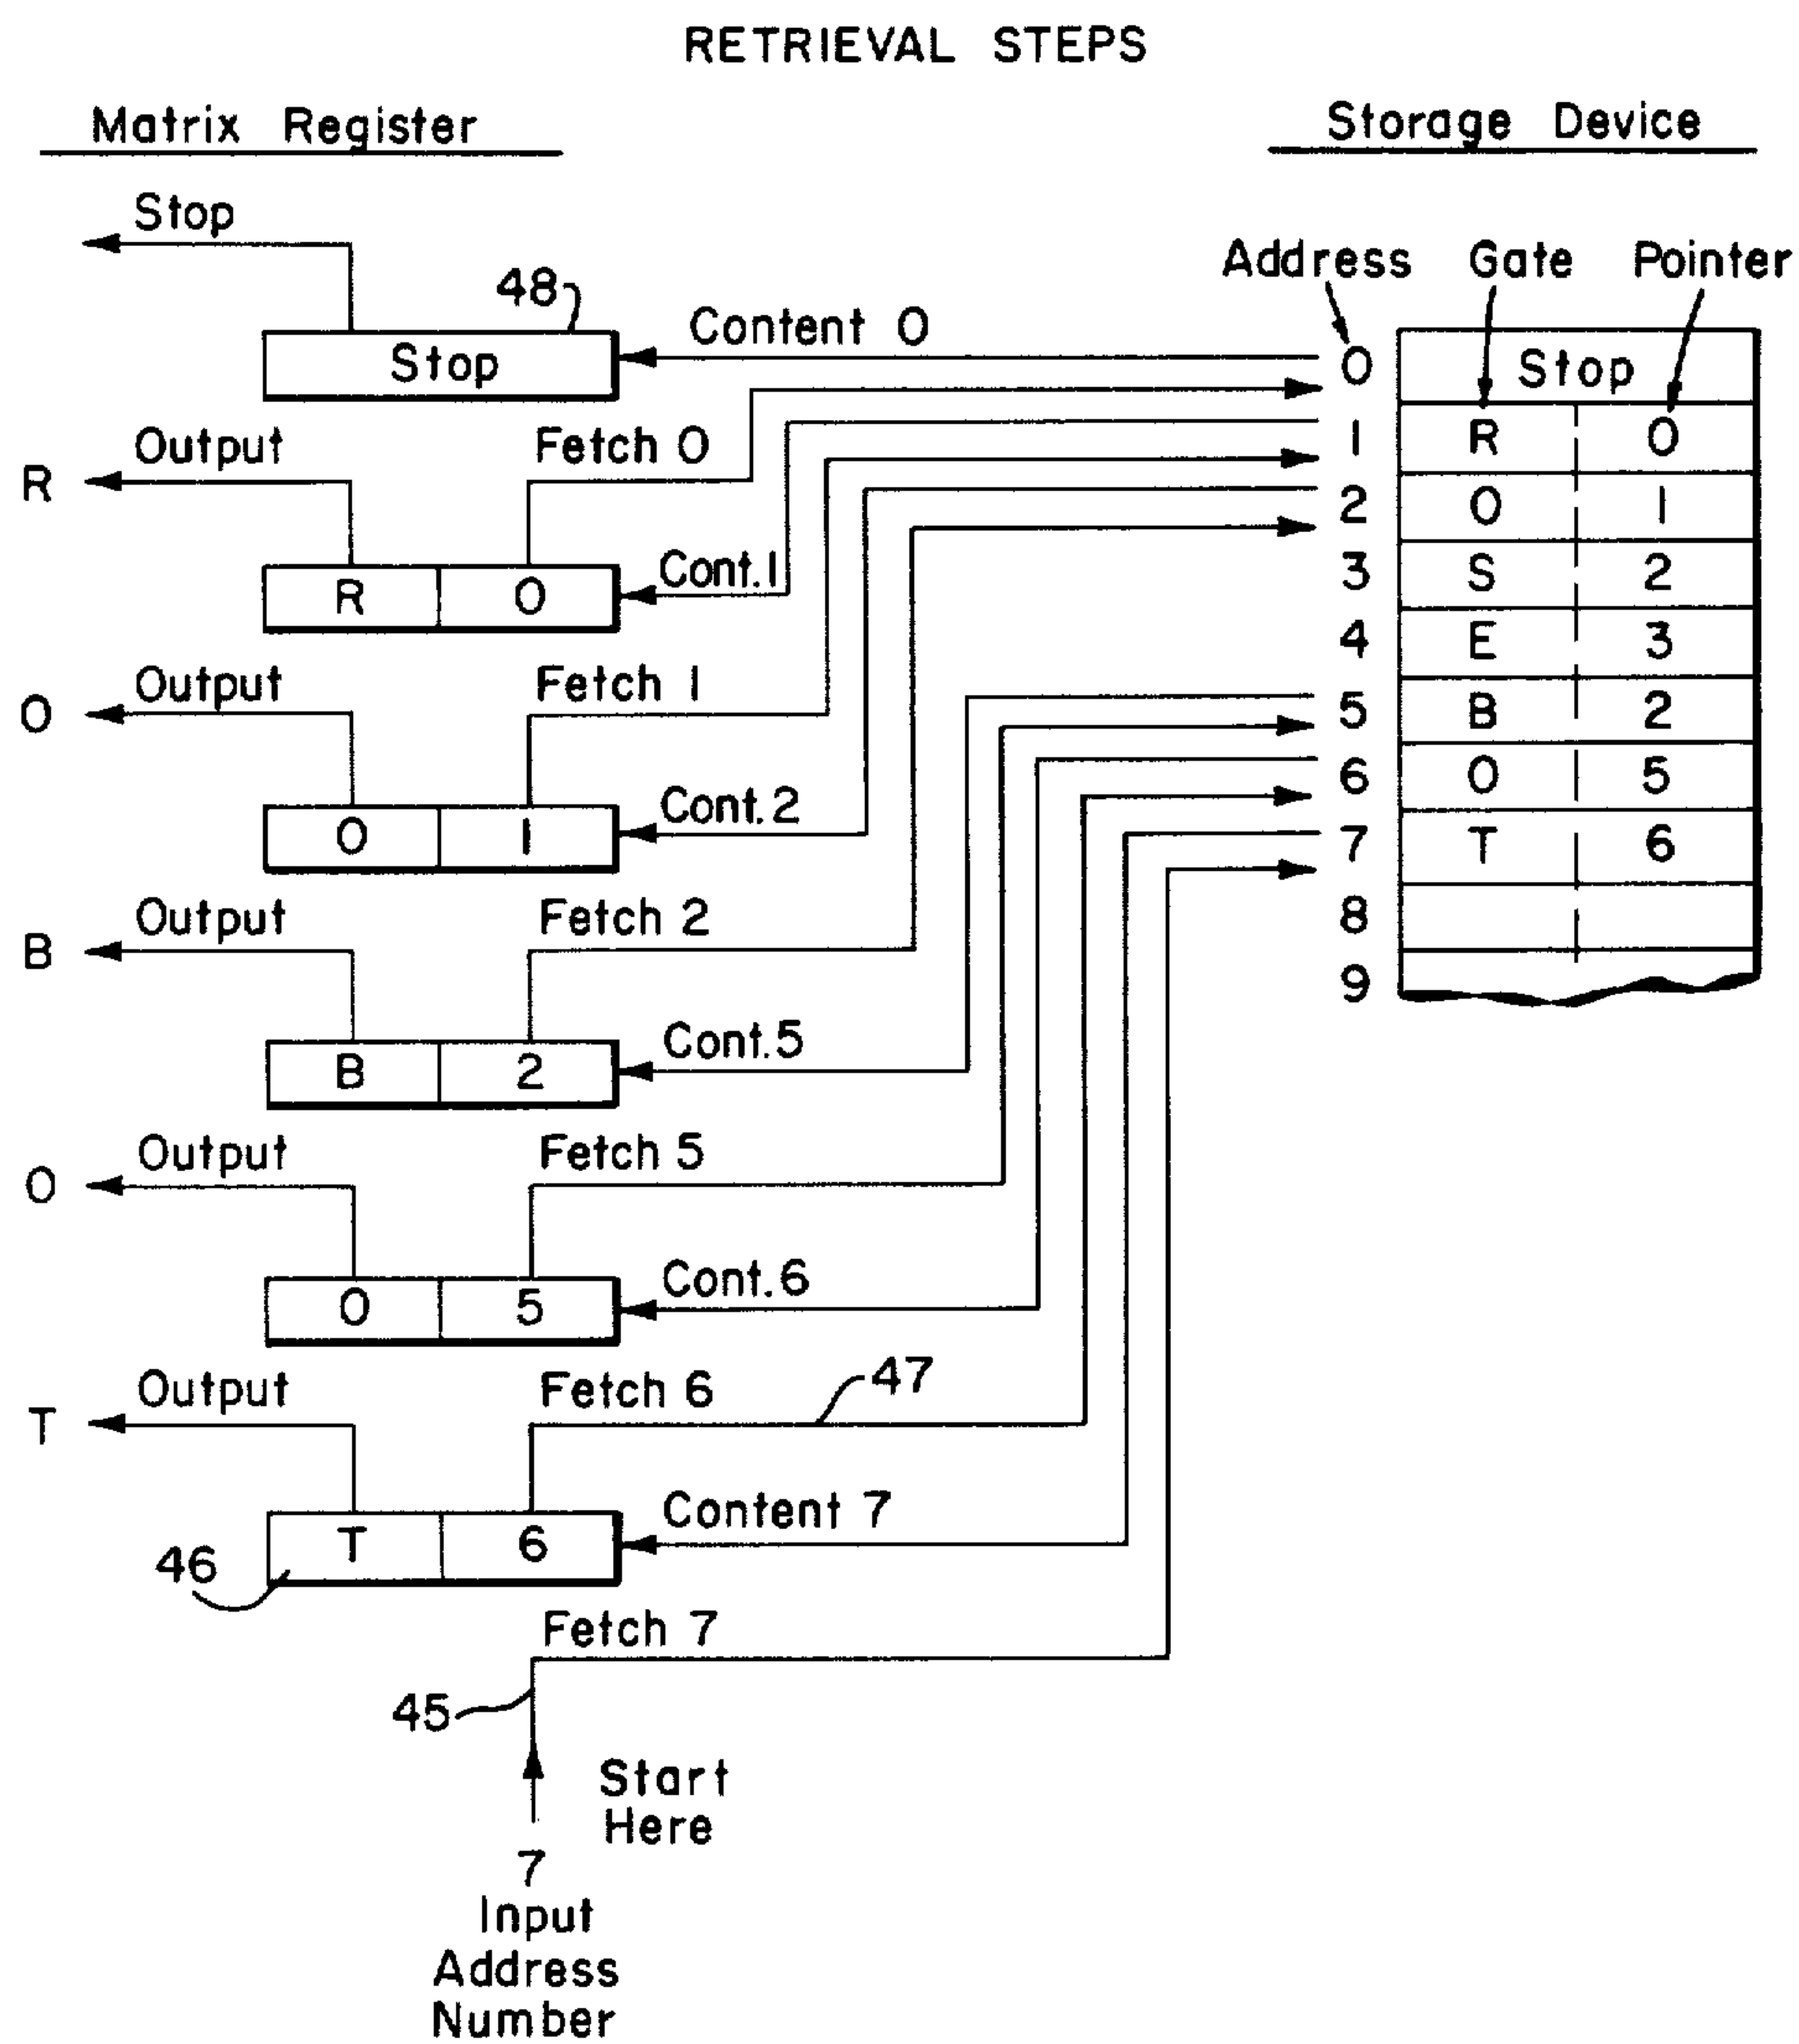 RETRIEVAL STEPS
Matrix Register
Storage Device
Stop
Address Gate Pointer
48
Content 0
Stop
0 Stop
Output
Fetch 0
1 R 0
R
2 O 1
R 0
Cont.1
3 S 2
4 E 3
Output
Fetch 1
O
5 B 2
6 O 5
O 1
Cont.2
7 T 6
8
Output
Fetch 2
B
9
B 2
Cont.5
Output
Fetch 5
O
O 5
Cont.6
Output
Fetch 6
47
T
Content 7
T 6
46
Fetch 7
45
Start
Here
7
Input
Address
Number